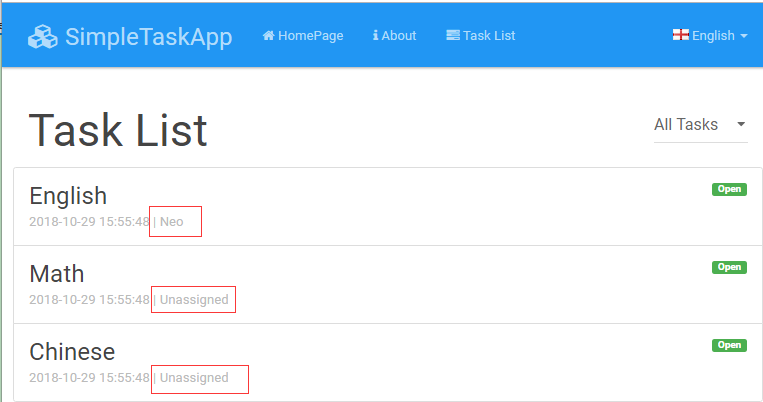 SimpleTaskApp HomePage About Task List English
Task List
All Tasks
English
Open
2018-10-29 15:55:48 | Neo
Math
Open
2018-10-29 15:55:48 | Unassigned
Chinese
Open
2018-10-29 15:55:48 | Unassigned